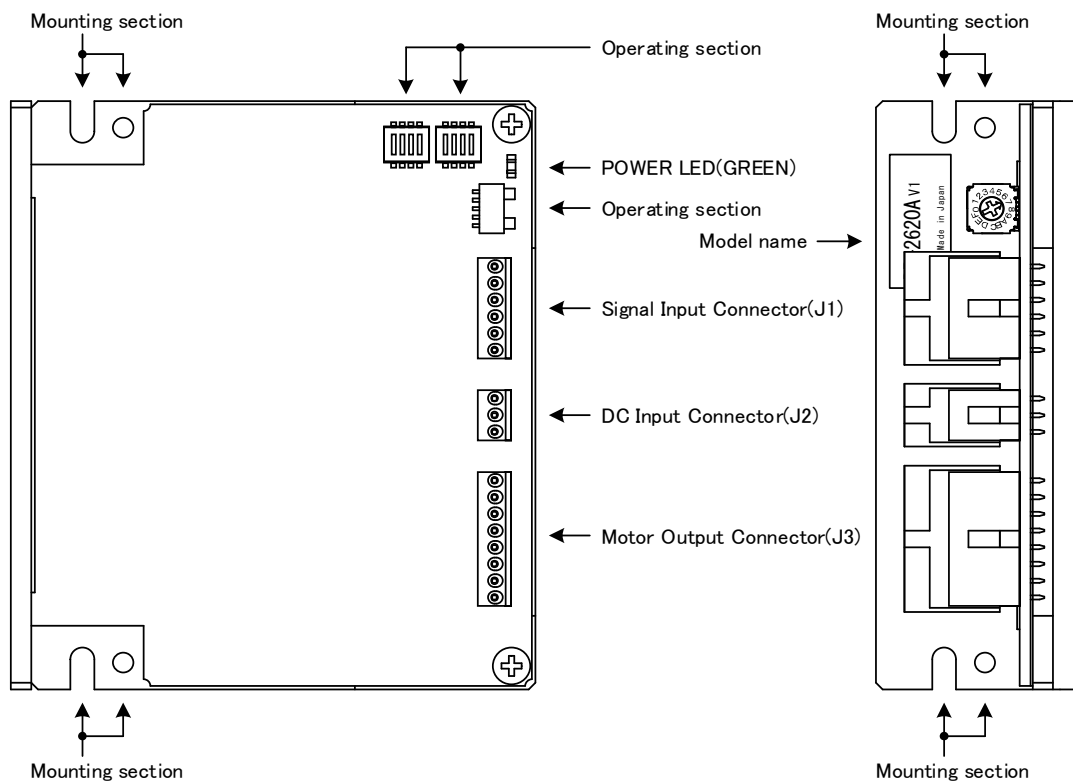 Mounting section
Mounting section
Operating section
POWER LED(GREEN)
Operating section
Model name
2620A V1
Made in Japan
0123456789ABCDEF
Signal Input Connector(J1)
DC Input Connector(J2)
Motor Output Connector(J3)
Mounting section
Mounting section